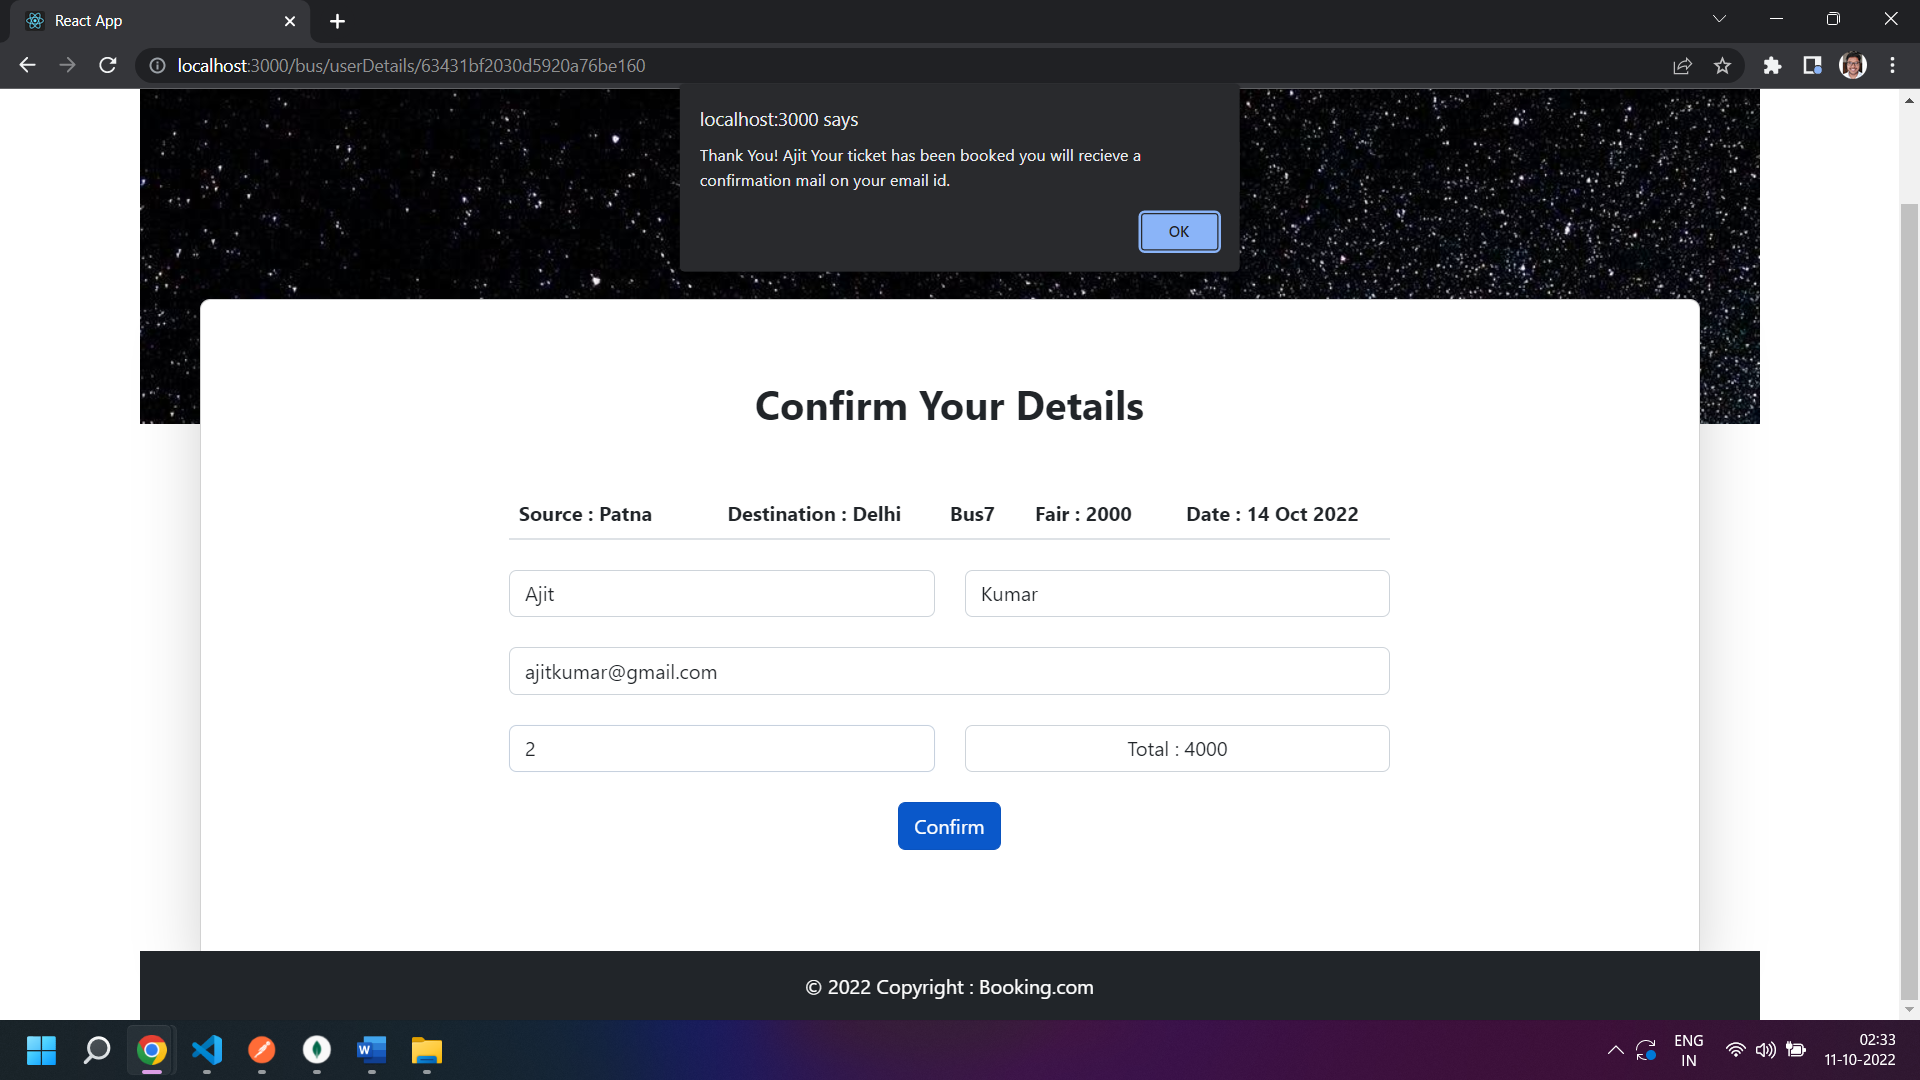 React App
localhost:3000/bus/userDetails/63431bf2030d5920a76be160
localhost:3000 says
Thank You! Ajit Your ticket has been booked you will recieve a
confirmation mail on your email id.
OK
Confirm Your Details
Source : Patna Destination : Delhi Bus7 Fair : 2000 Date : 14 Oct 2022
Ajit Kumar
ajitkumar@gmail.com
2 Total : 4000
Confirm
© 2022 Copyright : Booking.com
W
ENG 02:33
IN 11-10-2022